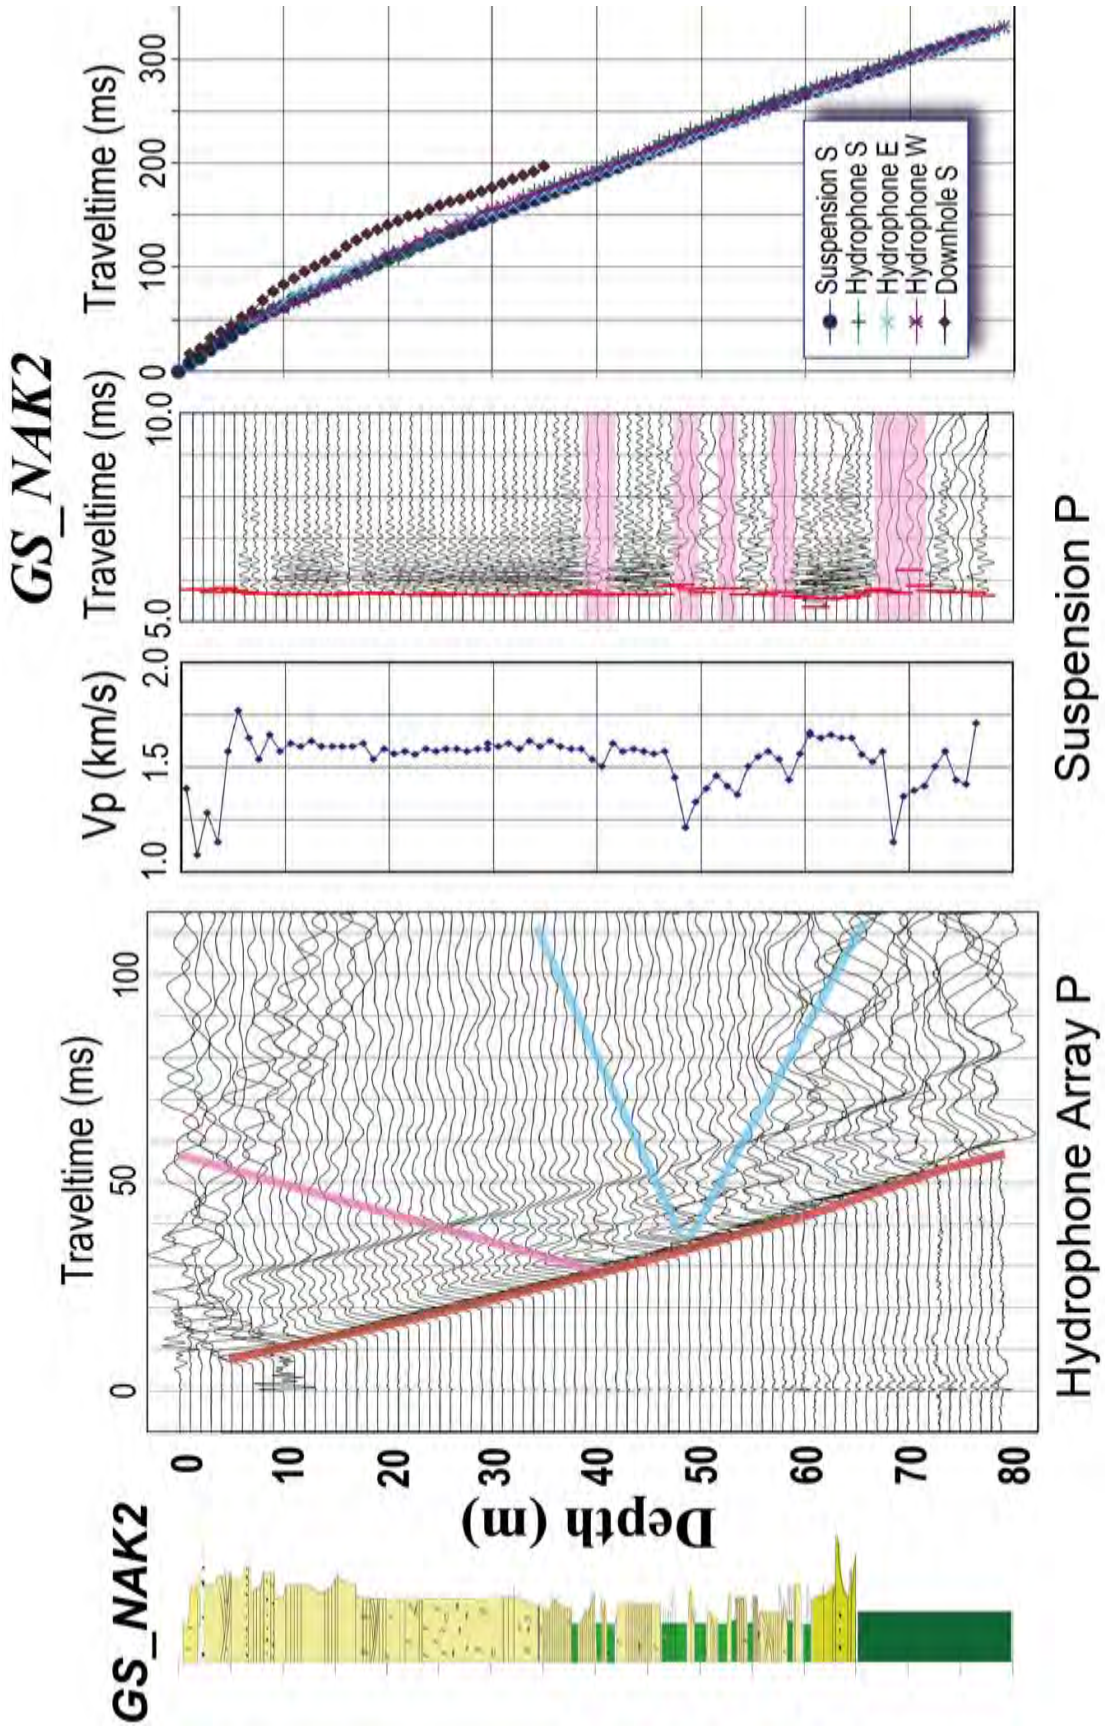 GS_NAK2
GS_NAK2
Depth (m)
0
10
20
30
40
50
60
70
80
Traveltime (ms)
0
50
100
Hydrophone Array P
Vp (km/s)
1.0
1.5
2.0
Traveltime (ms)
5.0
10.0
Suspension P
Traveltime (ms)
0
100
200
300
Suspension S
Hydrophone S
Hydrophone E
Hydrophone W
Downhole S